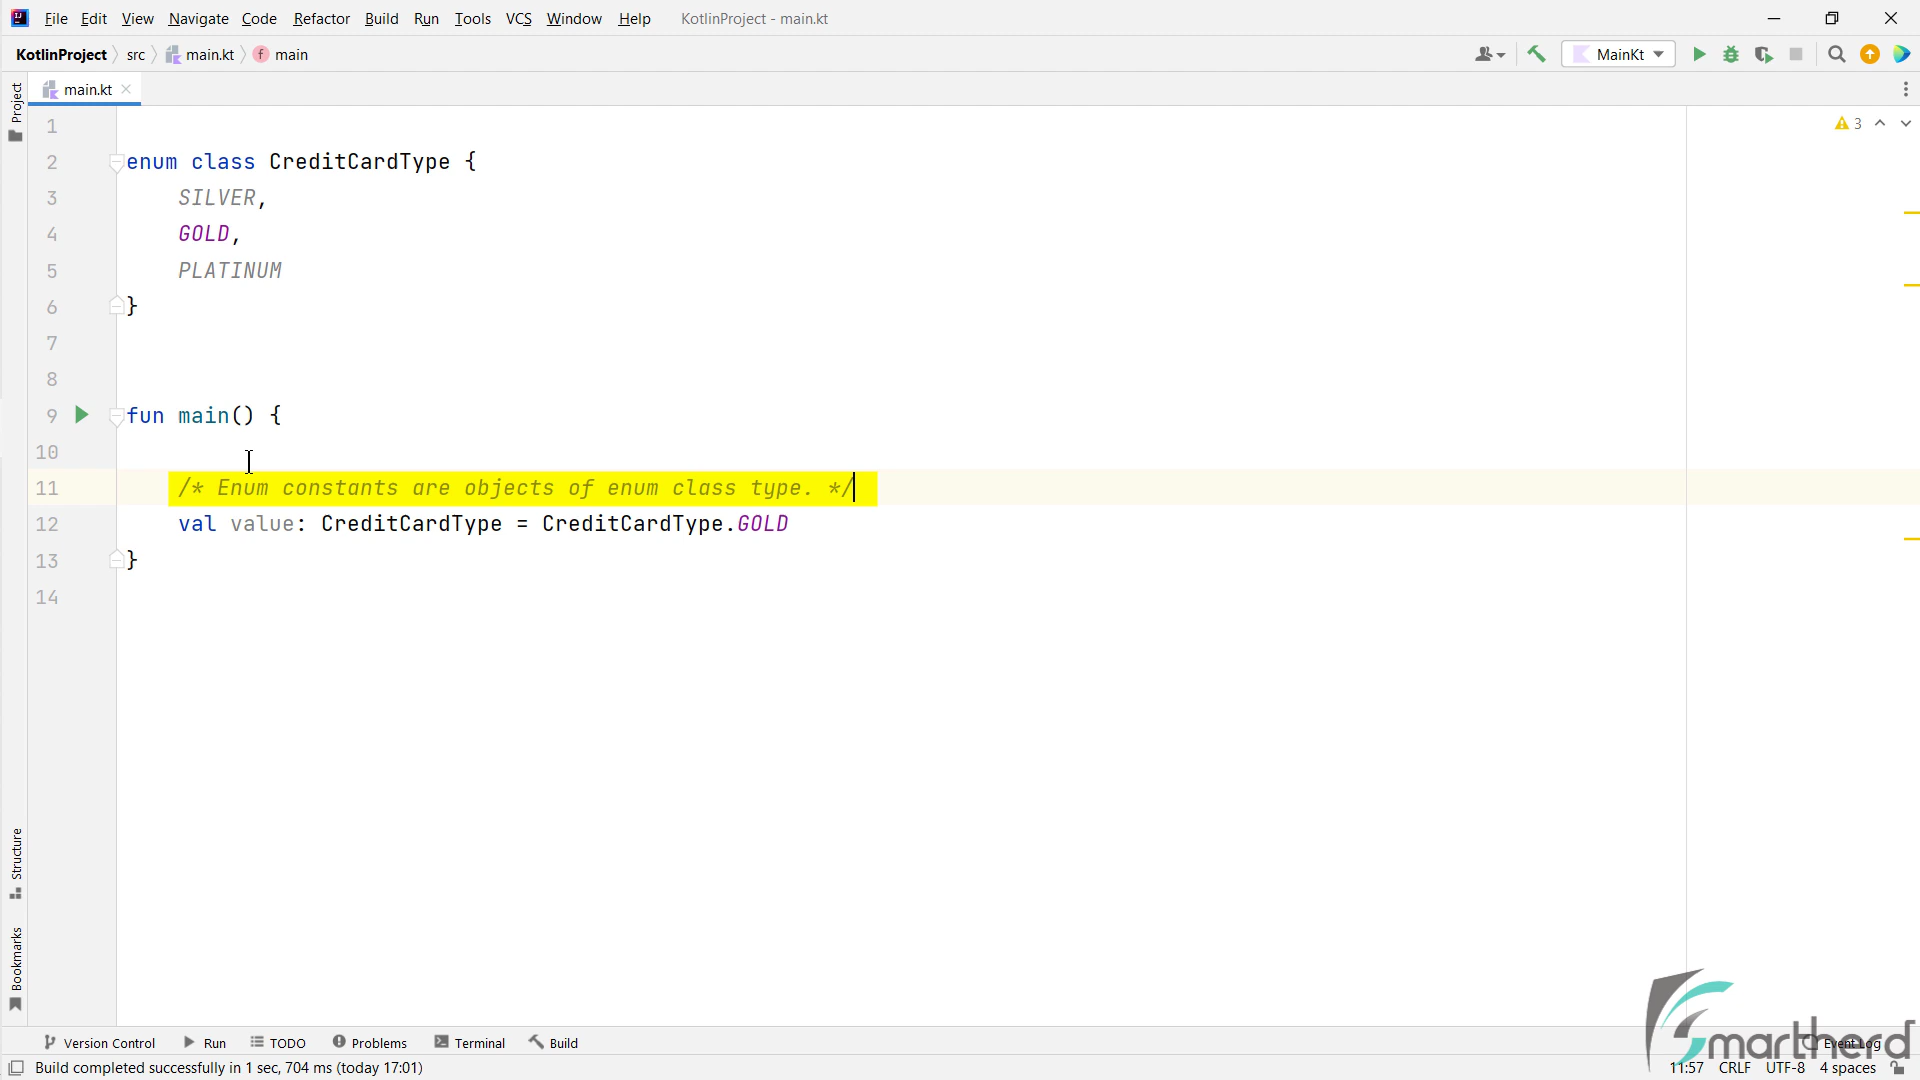 File Edit View Navigate Code Refactor Build Run Tools VCS Window Help KotlinProject - main.kt
KotlinProject src main.kt f main MainKt
Project
main.kt
3
1
2 enum class CreditCardType {
3 SILVER,
4 GOLD,
5 PLATINUM
6 }
7
8
9 fun main() {
10
11 /* Enum constants are objects of enum class type. */
12 val value: CreditCardType = CreditCardType.GOLD
13 }
14
Structure
Bookmarks
Version Control Run TODO Problems Terminal Build Event Log
smartherd
Build completed successfully in 1 sec, 704 ms (today 17:01) 11:57 CRLF UTF-8 4 spaces